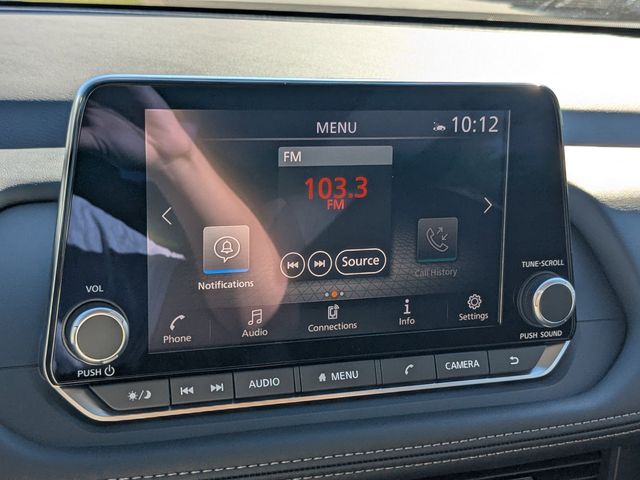 MENU
10:12
FM
103.3
FM
Source
Notifications
Call History
Phone
Audio
Connections
Info
Settings
VOL
PUSH
TUNE·SCROLL
PUSH SOUND
AUDIO
MENU
CAMERA